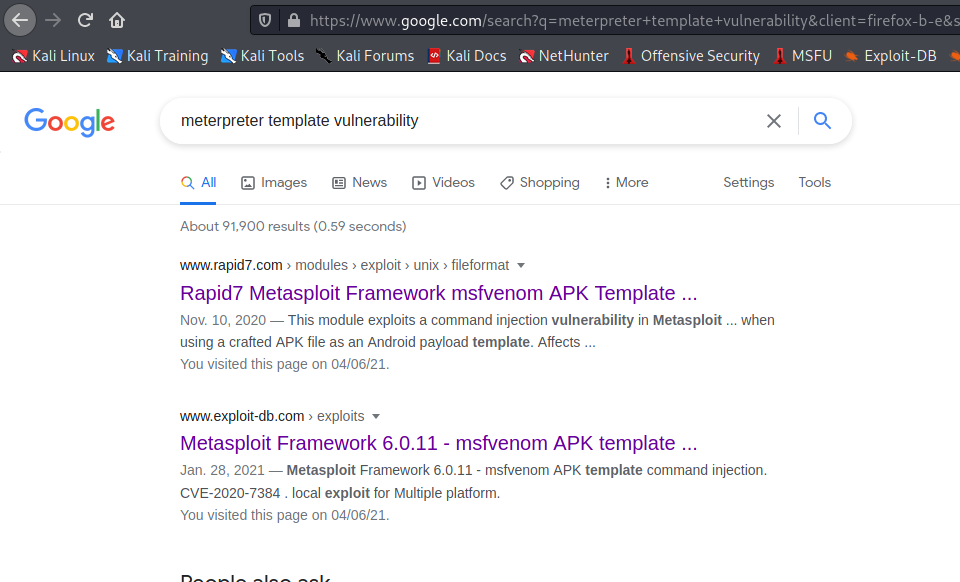 https://www.google.com/search?q=meterpreter+template+vulnerability&client=firefox-b-e&s
Kali Linux Kali Training Kali Tools Kali Forums Kali Docs NetHunter Offensive Security MSFU Exploit-DB
Google meterpreter template vulnerability
All Images News Videos Shopping More Settings Tools
About 91,900 results (0.59 seconds)
www.rapid7.com › modules › exploit › unix › fileformat
Rapid7 Metasploit Framework msfvenom APK Template ...
Nov. 10, 2020 — This module exploits a command injection vulnerability in Metasploit ... when
using a crafted APK file as an Android payload template. Affects ...
You visited this page on 04/06/21.
www.exploit-db.com › exploits
Metasploit Framework 6.0.11 - msfvenom APK template ...
Jan. 28, 2021 — Metasploit Framework 6.0.11 - msfvenom APK template command injection.
CVE-2020-7384 . local exploit for Multiple platform.
You visited this page on 04/06/21.
People also ask